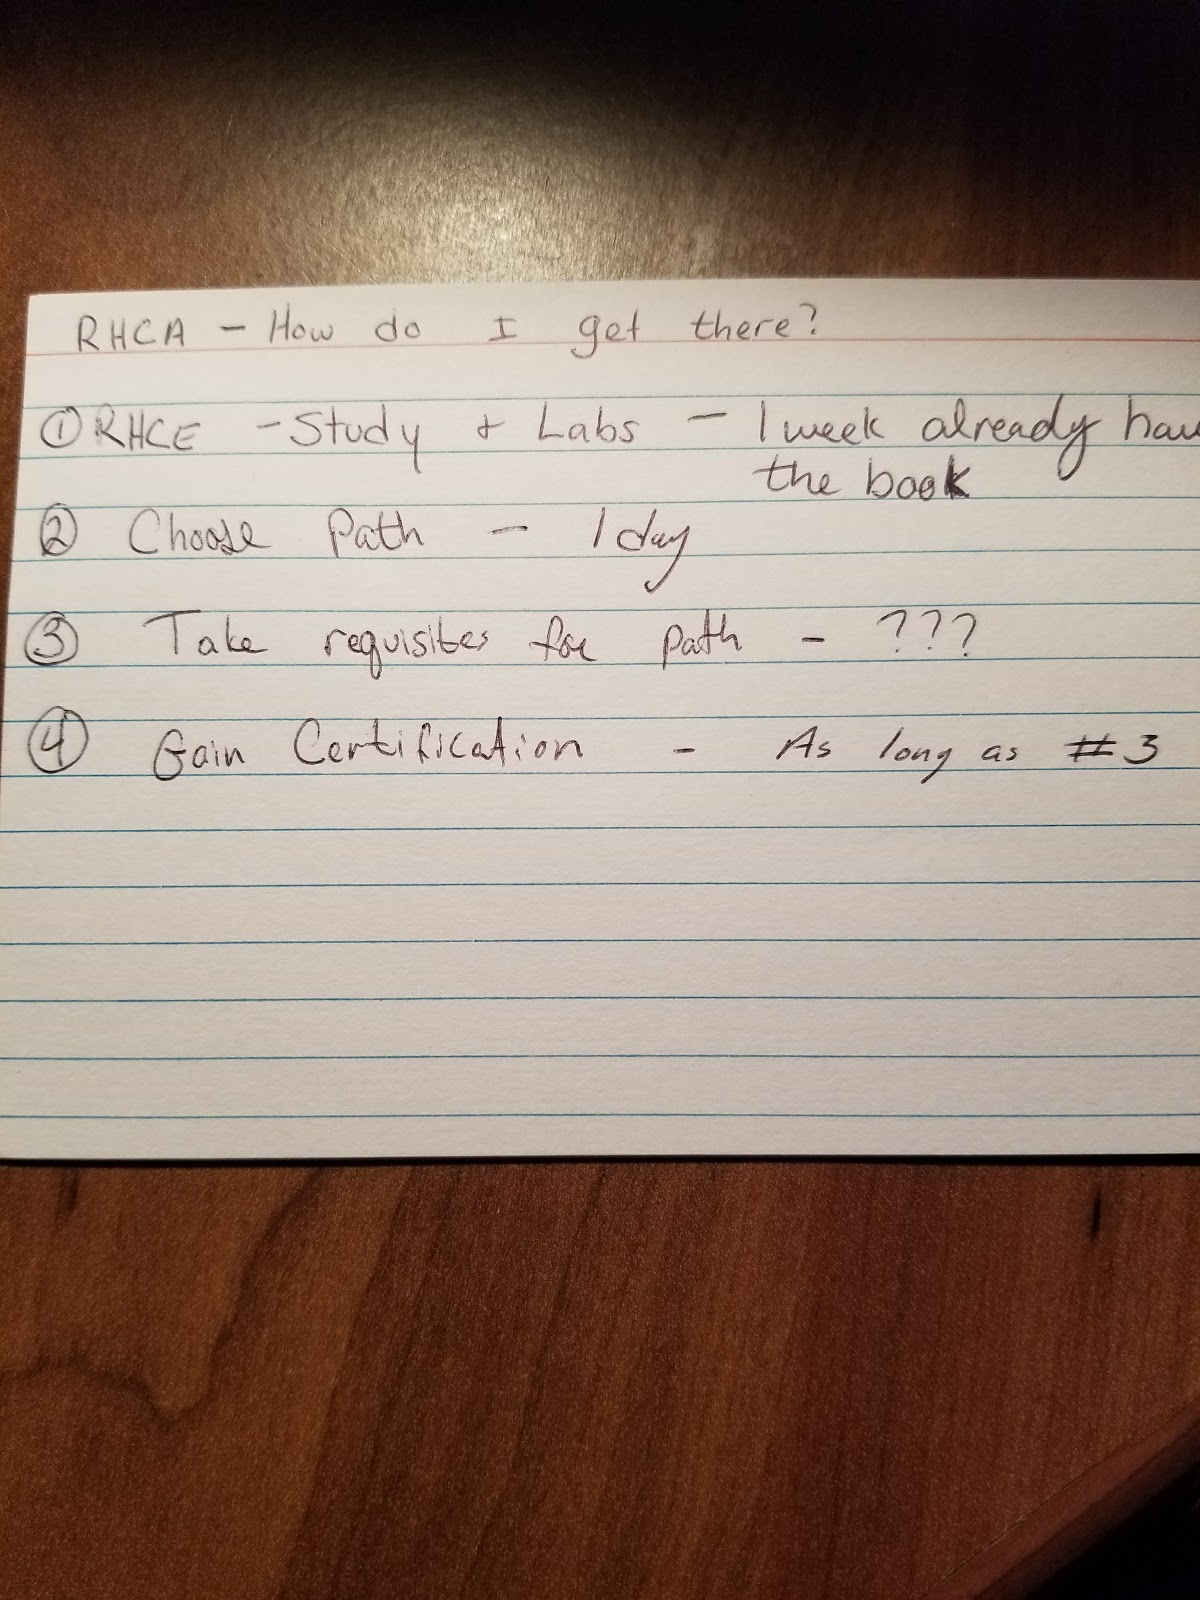 RHCA - How do I get there?
① RHCE - Study & Labs - 1 week already hav
the book
② Choose Path - 1 day
③ Take requisites for path - ???
④ Gain Certification - As long as #3